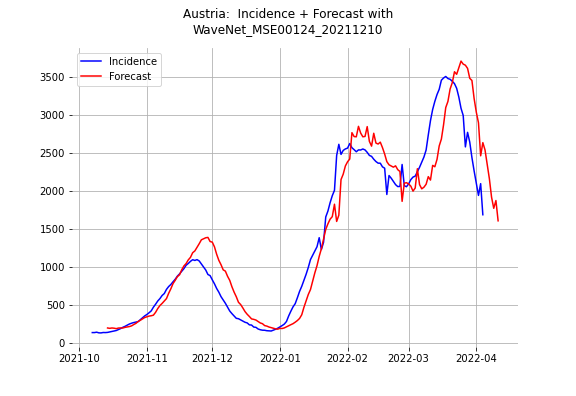 Austria:  Incidence + Forecast with
WaveNet_MSE00124_20211210
Incidence
Forecast
3500
3000
2500
2000
1500
1000
500
0
2021-10 2021-11 2021-12 2022-01 2022-02 2022-03 2022-04